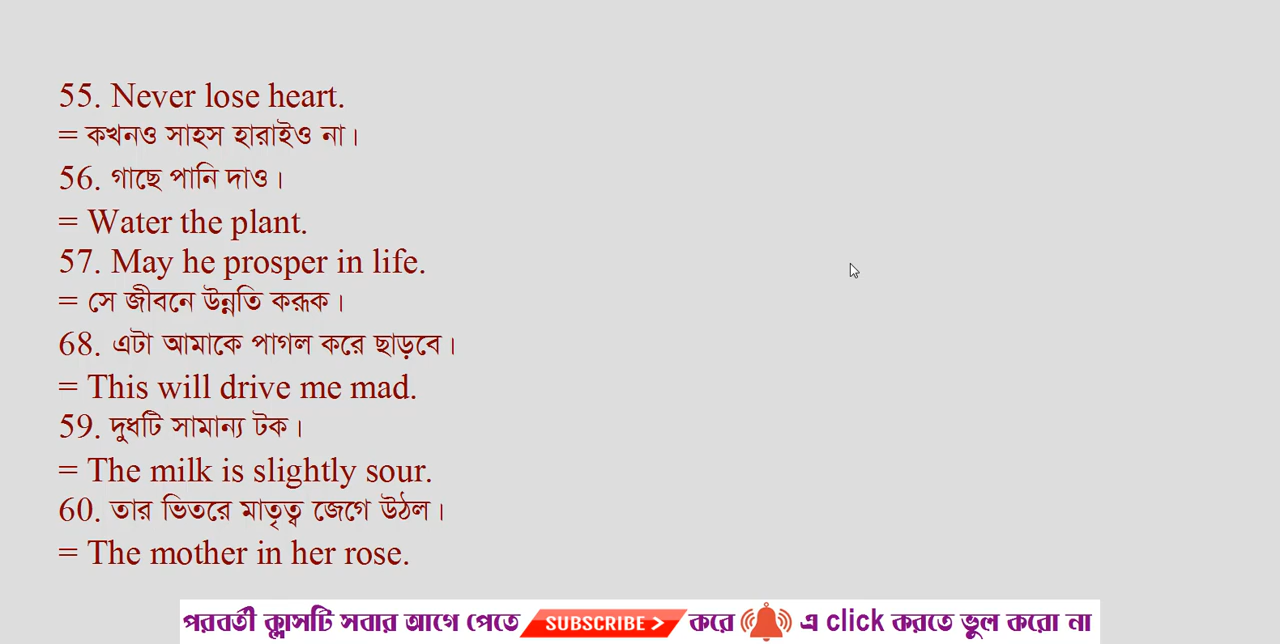 55. Never lose heart.
= কখনও সাহস হারাইও না।
56. গাছে পানি দাও।
= Water the plant.
57. May he prosper in life.
= সে জীবনে উন্নতি করূক।
68. এটা আমাকে পাগল করে ছাড়বে।
= This will drive me mad.
59. দুধটি সামান্য টক।
= The milk is slightly sour.
60. তার ভিতরে মাতৃত্ব জেগে উঠল।
= The mother in her rose.
পরবর্তী ক্লাসটি সবার আগে পেতে SUBSCRIBE > করে এ click করতে ভুল করো না